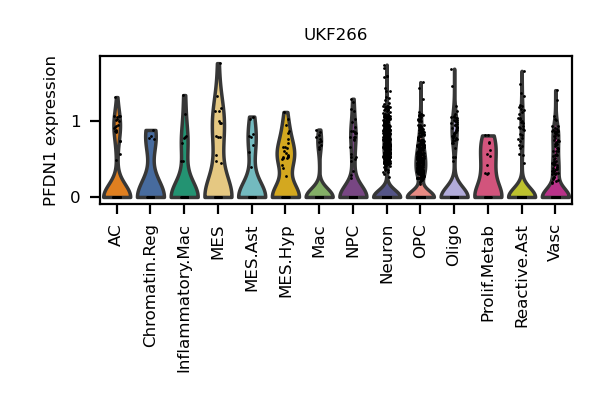 UKF266
PFDN1 expression
1
0
AC
Chromatin.Reg
Inflammatory.Mac
MES
MES.Ast
MES.Hyp
Mac
NPC
Neuron
OPC
Oligo
Prolif.Metab
Reactive.Ast
Vasc